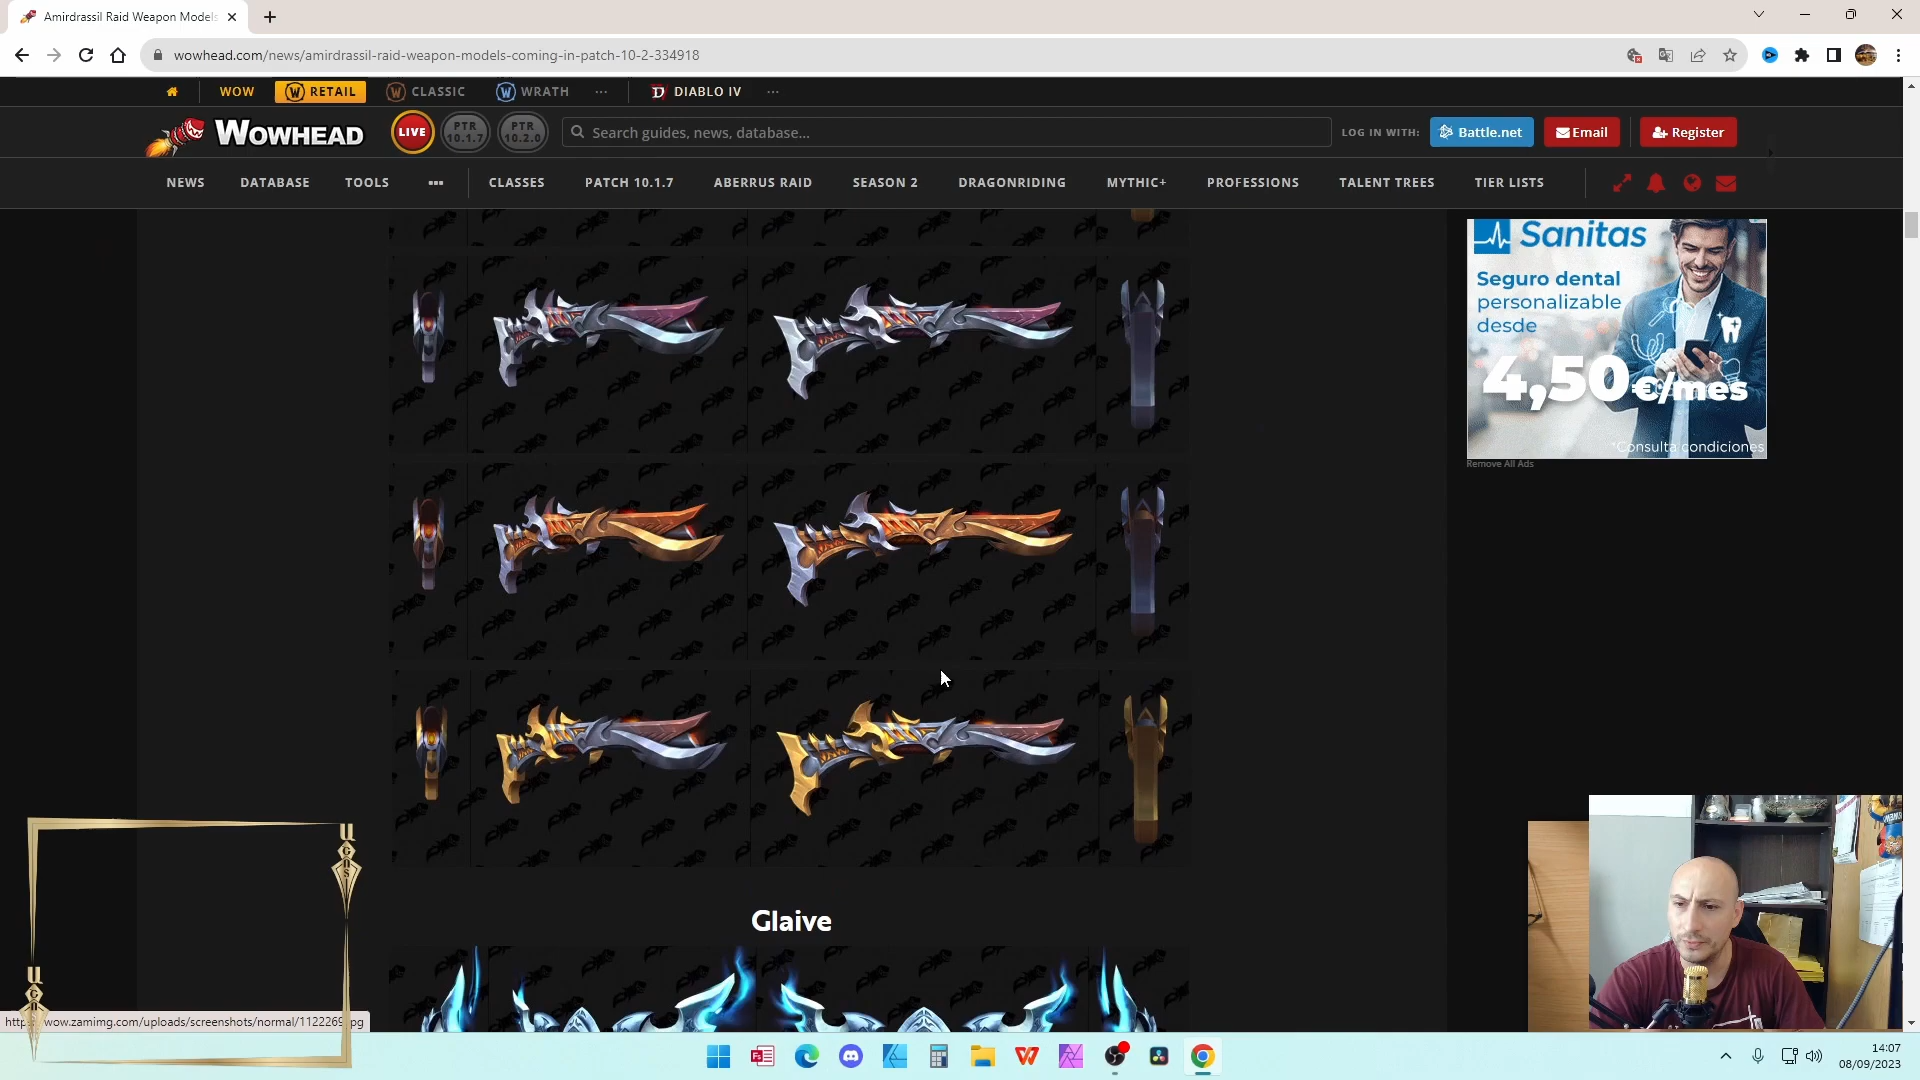 Amirdrassil Raid Weapon Models
wowhead.com/news/amirdrassil-raid-weapon-models-coming-in-patch-10-2-334918
WOW
RETAIL
CLASSIC
WRATH
DIABLO IV
WOWHEAD
LIVE
PTR
10.1.7
PTR
10.2.0
Search guides, news, database...
LOG IN WITH:
Battle.net
Email
Register
NEWS
DATABASE
TOOLS
CLASSES
PATCH 10.1.7
ABERRUS RAID
SEASON 2
DRAGONRIDING
MYTHIC+
PROFESSIONS
TALENT TREES
TIER LISTS
Sanitas
Seguro dental
personalizable
desde
4,50€/mes
*Consulta condiciones
Remove All Ads
Glaive
wow.zamimg.com/uploads/screenshots/normal/1122269
14:07
08/09/2023